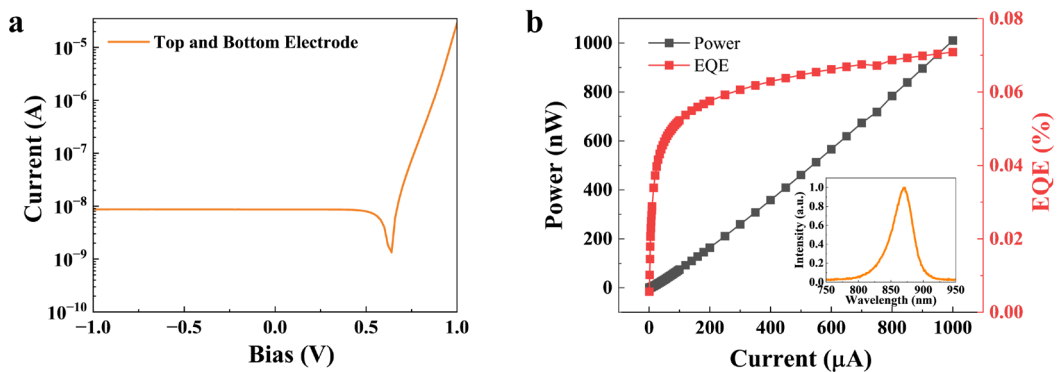 a
Top and Bottom Electrode
Current (A)
10⁻⁵
10⁻⁶
10⁻⁷
10⁻⁸
10⁻⁹
10⁻¹⁰
−1.0 −0.5 0.0 0.5 1.0
Bias (V)
b
Power
EQE
Power (nW)
1000
800
600
400
200
0
0 200 400 600 800 1000
Current (μA)
EQE (%)
0.08
0.06
0.04
0.02
0.00
Intensity (a.u.)
1.0
0.8
0.6
0.4
0.2
0.0
750 800 850 900 950
Wavelength (nm)